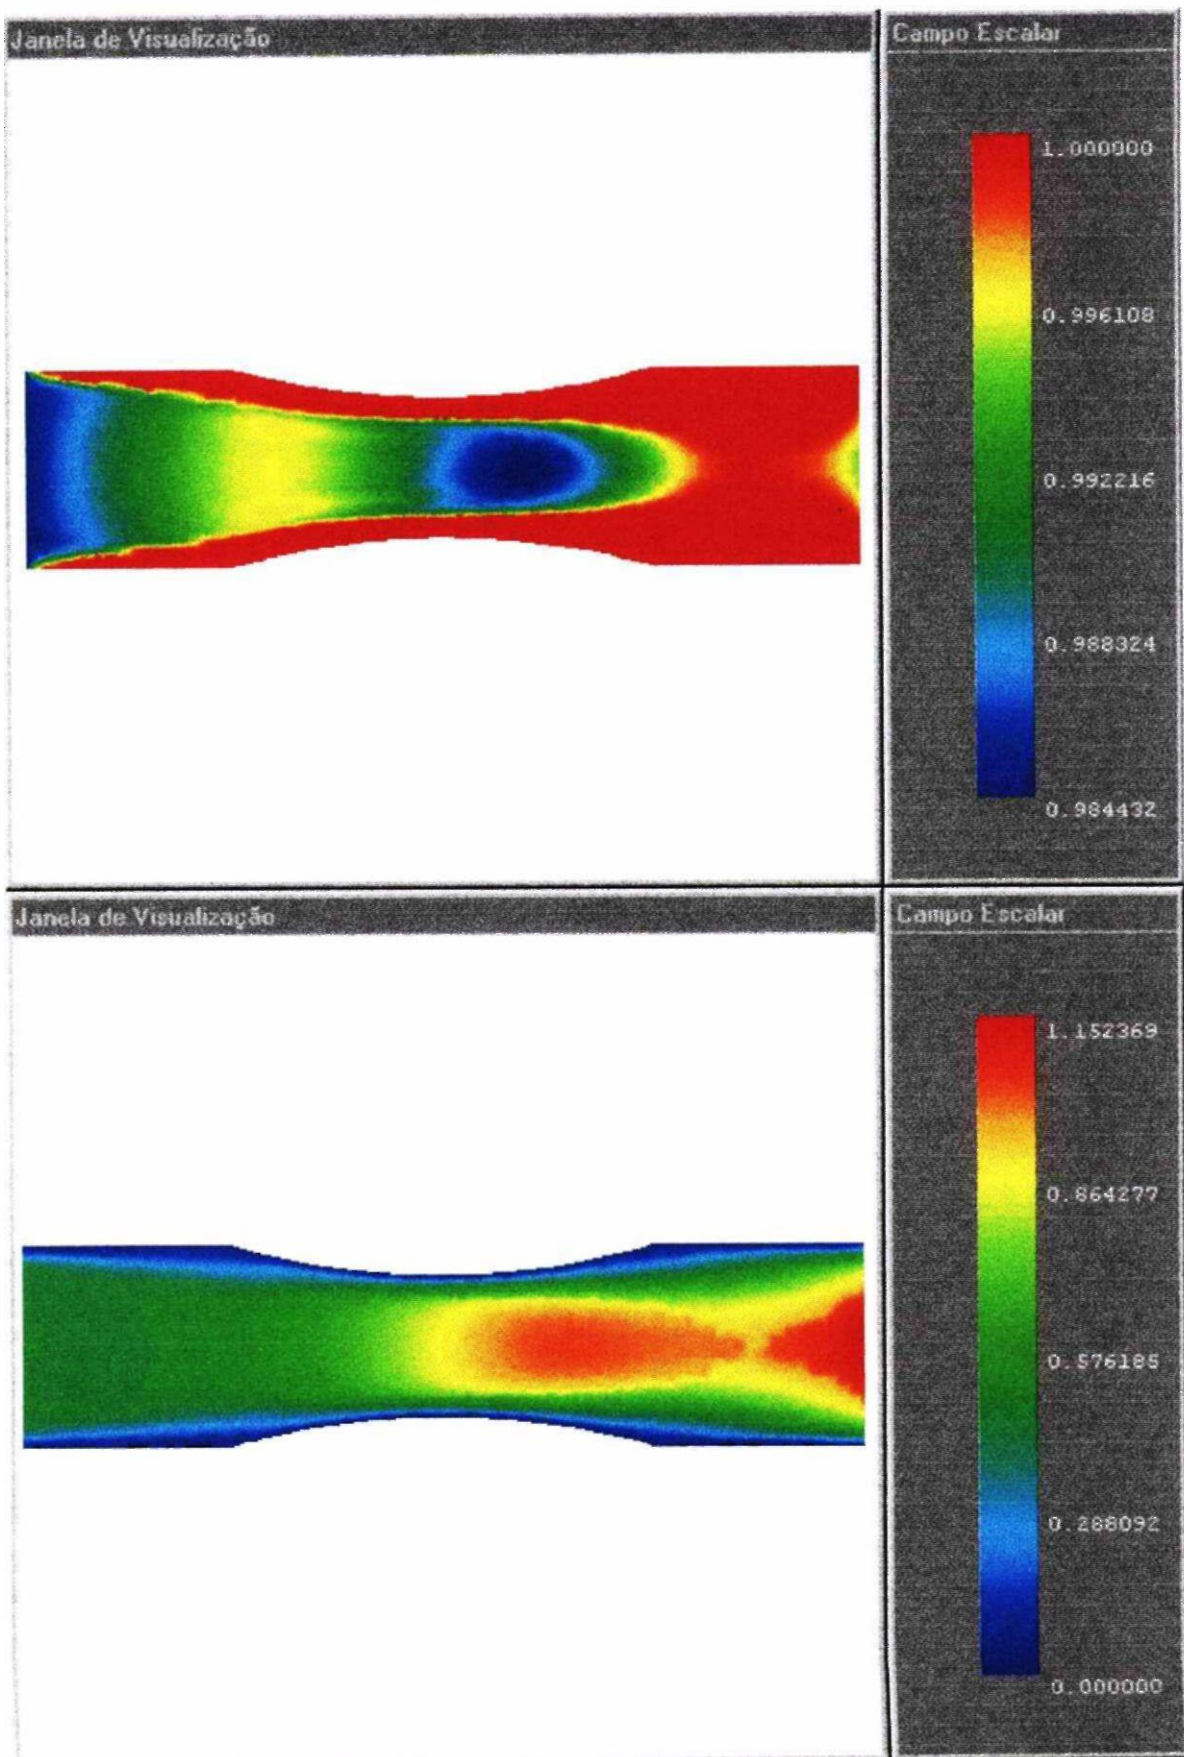 Janela de Visualização
Campo Escalar
1.000000
0.996108
0.992216
0.988324
0.984432
Janela de Visualização
Campo Escalar
1.152369
0.864277
0.576185
0.288092
0.000000